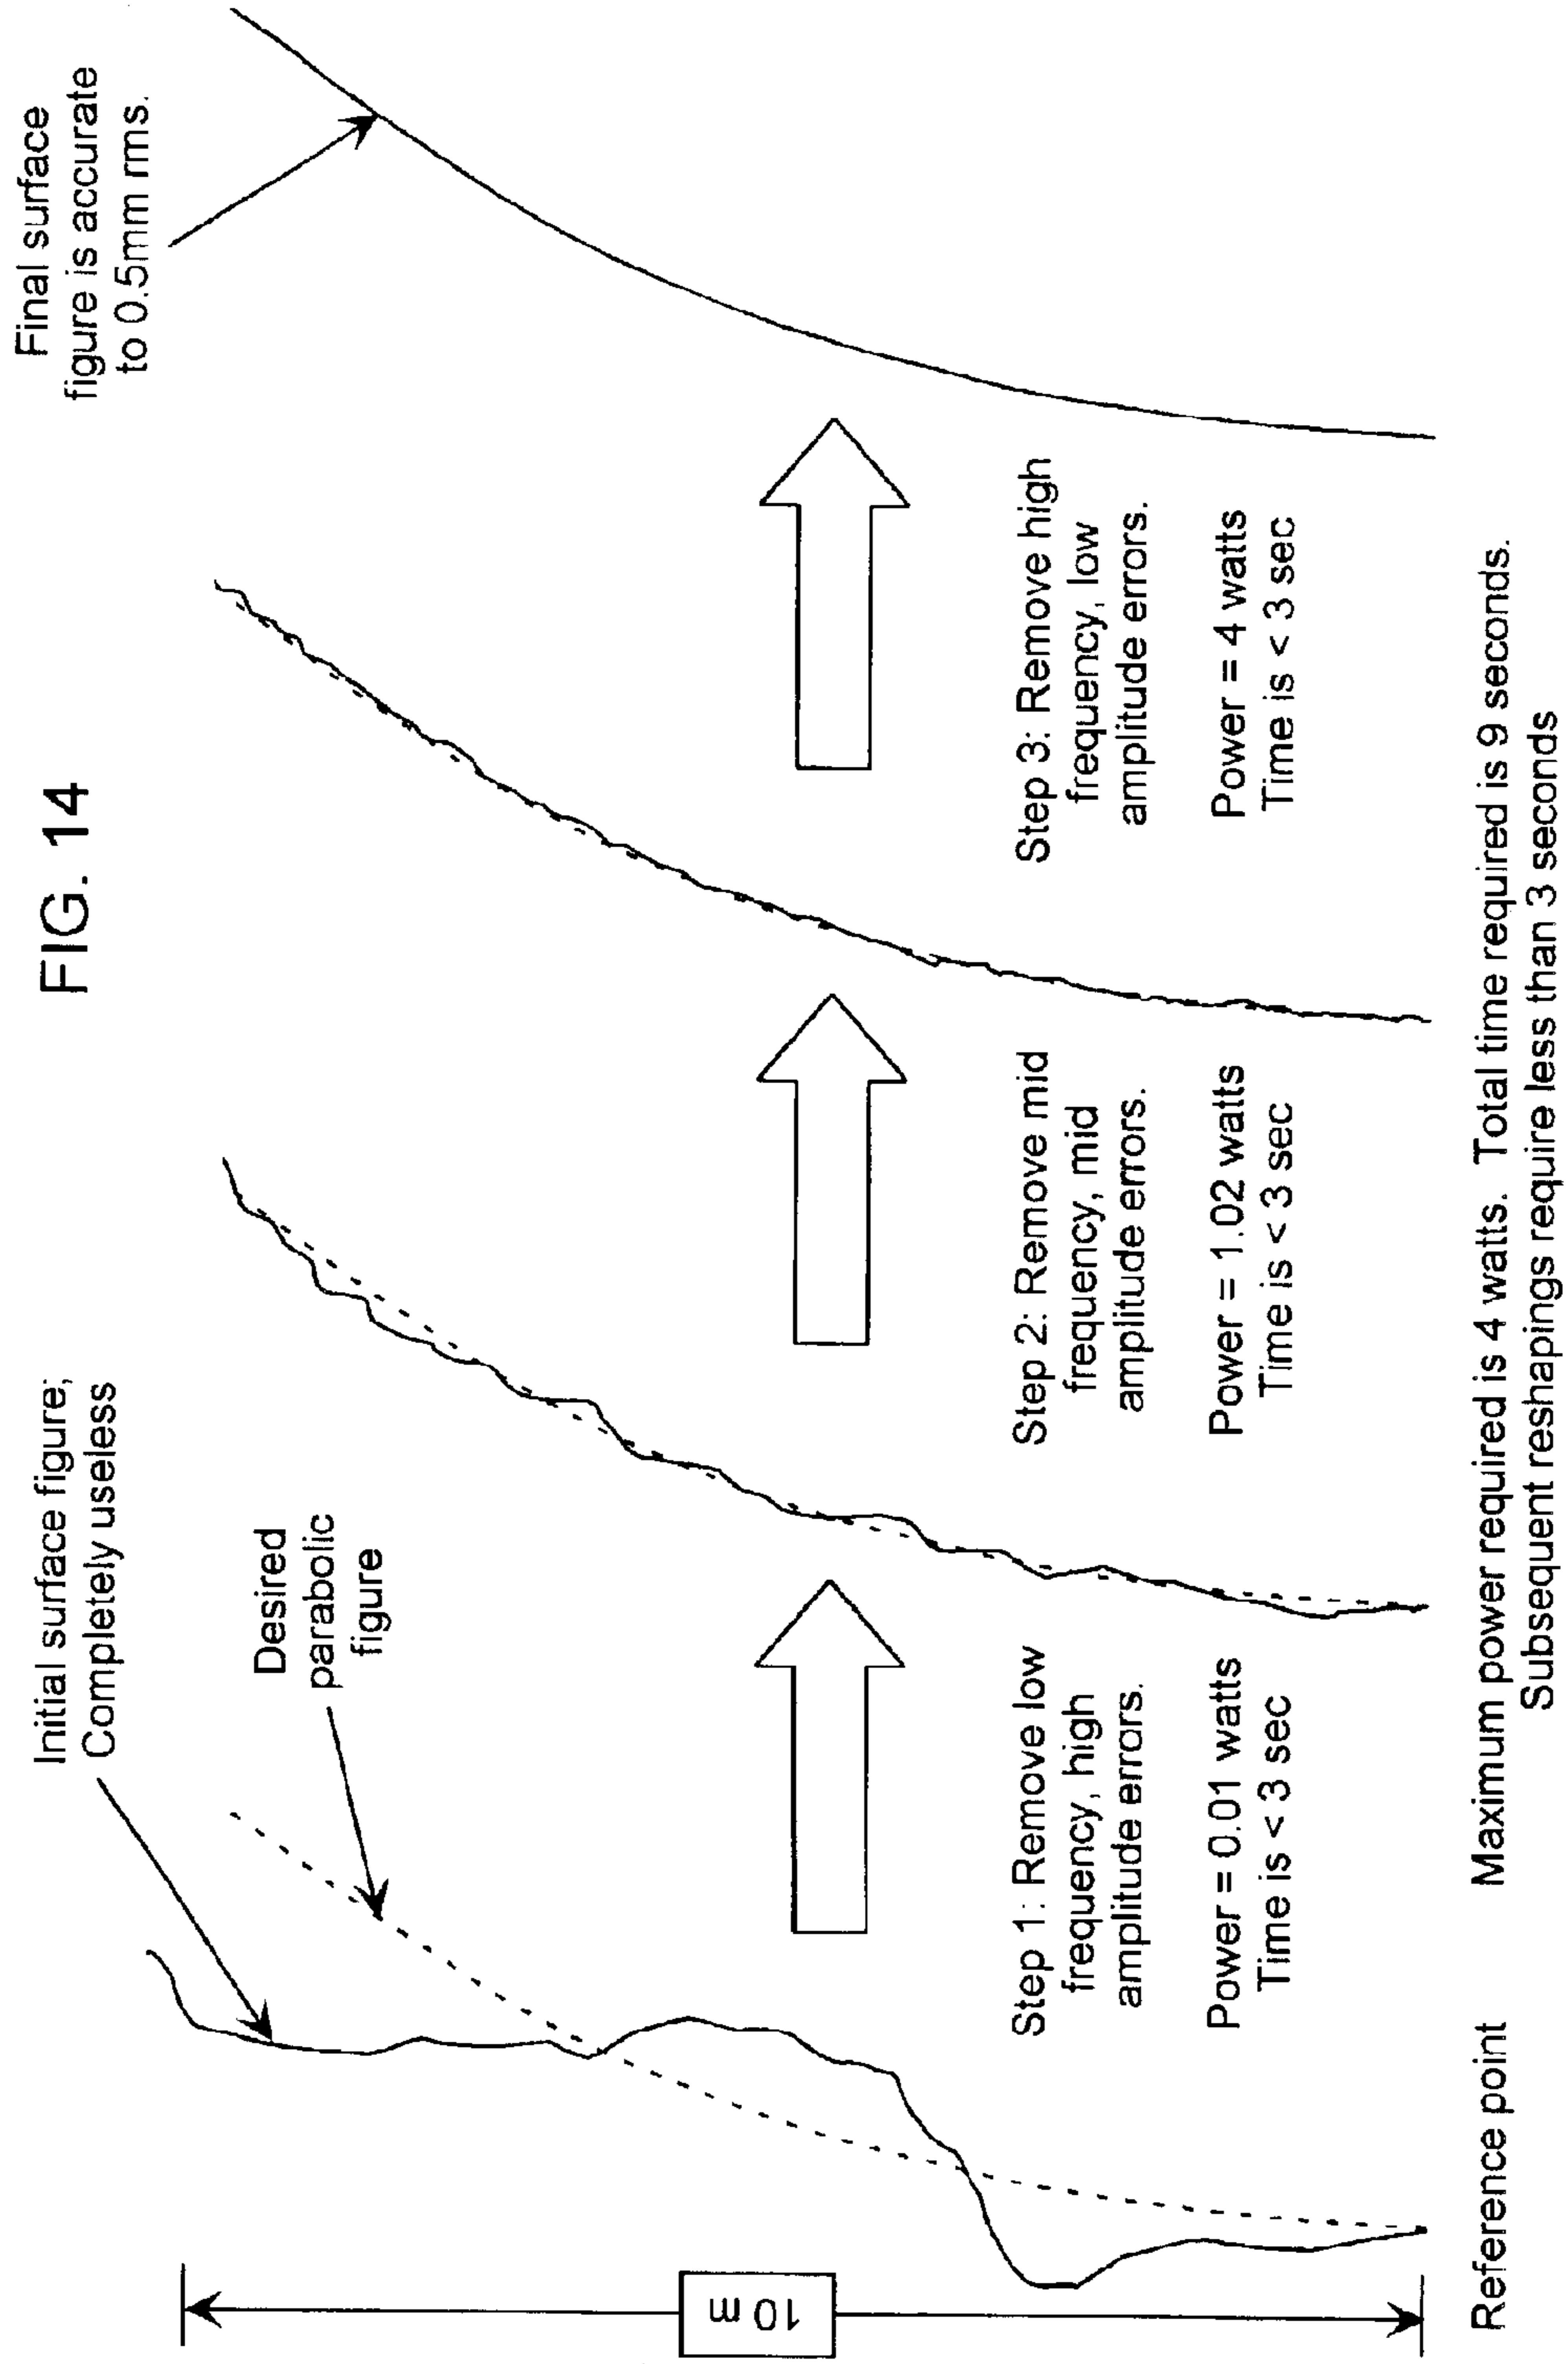 FIG. 14
Initial surface figure;
Completely useless
Desired
parabolic
figure
Final surface
figure is accurate
to 0.5mm rms.
10 m
Step 1: Remove low
frequency, high
amplitude errors.
Power = 0.01 watts
Time is < 3 sec
Step 2: Remove mid
frequency, mid
amplitude errors.
Power = 1.02 watts
Time is < 3 sec
Step 3: Remove high
frequency, low
amplitude errors.
Power = 4 watts
Time is < 3 sec
Reference point
Maximum power required is 4 watts. Total time required is 9 seconds.
Subsequent reshapings require less than 3 seconds